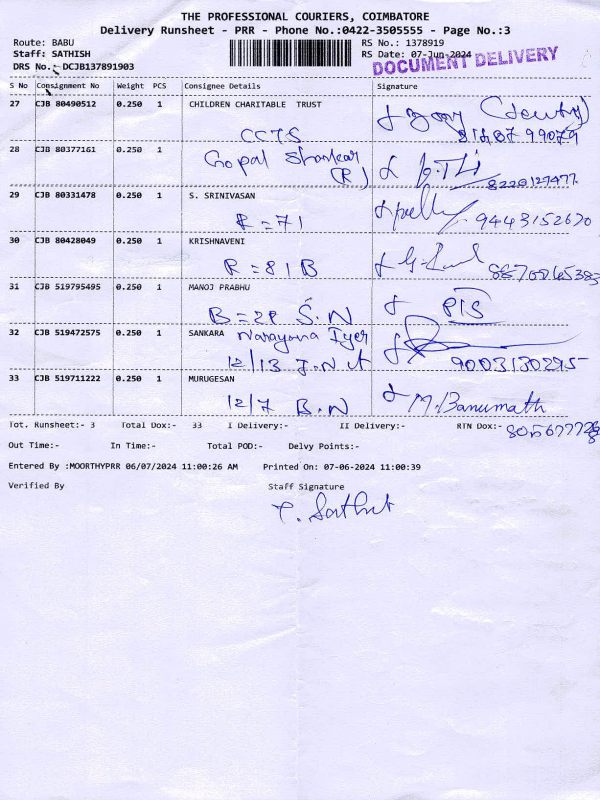 THE PROFESSIONAL COURIERS, COIMBATORE
Delivery Runsheet - PRR - Phone No.:0422-3505555 - Page No.:3
Route: BABU
RS No.: 1378919
Staff: SATHISH
RS Date: 07-Jun-2024
DRS No.:- DCJB137891903
DOCUMENT DELIVERY
S No Consignment No Weight PCS Consignee Details Signature
27 CJB 80490512 0.250 1 CHILDREN CHARITABLE TRUST
CCTS
99079
28 CJB 80377161 0.250 1 Gopal Shankar
(R)
8220127477
29 CJB 80331478 0.250 1 S. SRINIVASAN
R = 71
9443152670
30 CJB 80428049 0.250 1 KRISHNAVENI
R = 81 B
31 CJB 519795495 0.250 1 MANOJ PRABHU
B = 29 S.N
32 CJB 519472575 0.250 1 SANKARA Narayana Iyer
12/13
9003130295
33 CJB 519711222 0.250 1 MURUGESAN
12/7 B.N
M. Banumath
Tot. Runsheet:- 3 Total Dox:- 33 I Delivery:- II Delivery:- RTN Dox:-
Out Time:- In Time:- Total POD:- Delvy Points:-
Entered By :MOORTHYPRR 06/07/2024 11:00:26 AM Printed On: 07-06-2024 11:00:39
Verified By Staff Signature
T. Sathish